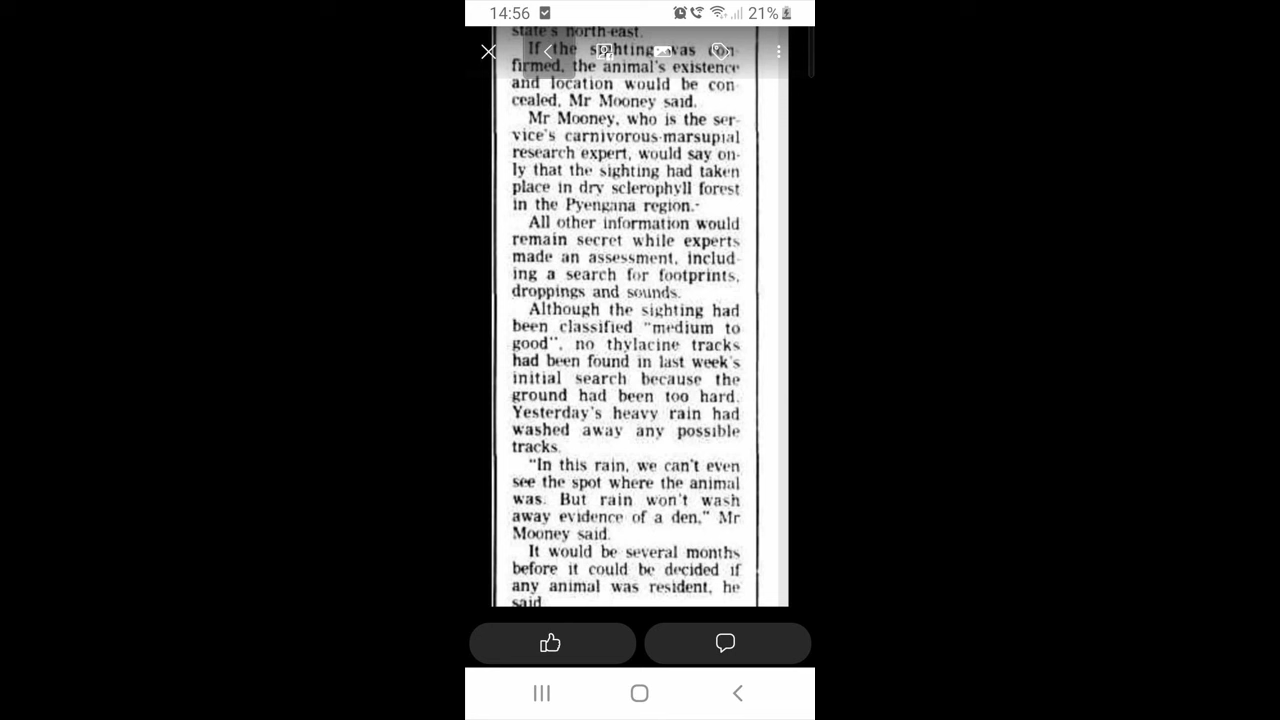 14:56
21%
state's north-east.
If the sighting was con-
firmed, the animal's existence
and location would be con-
cealed, Mr Mooney said.
Mr Mooney, who is the ser-
vice's carnivorous-marsupial
research expert, would say on-
ly that the sighting had taken
place in dry sclerophyll forest
in the Pyengana region.-
All other information would
remain secret while experts
made an assessment, includ-
ing a search for footprints,
droppings and sounds.
Although the sighting had
been classified "medium to
good", no thylacine tracks
had been found in last week's
initial search because the
ground had been too hard.
Yesterday's heavy rain had
washed away any possible
tracks.
"In this rain, we can't even
see the spot where the animal
was. But rain won't wash
away evidence of a den," Mr
Mooney said.
It would be several months
before it could be decided if
any animal was resident, he
said